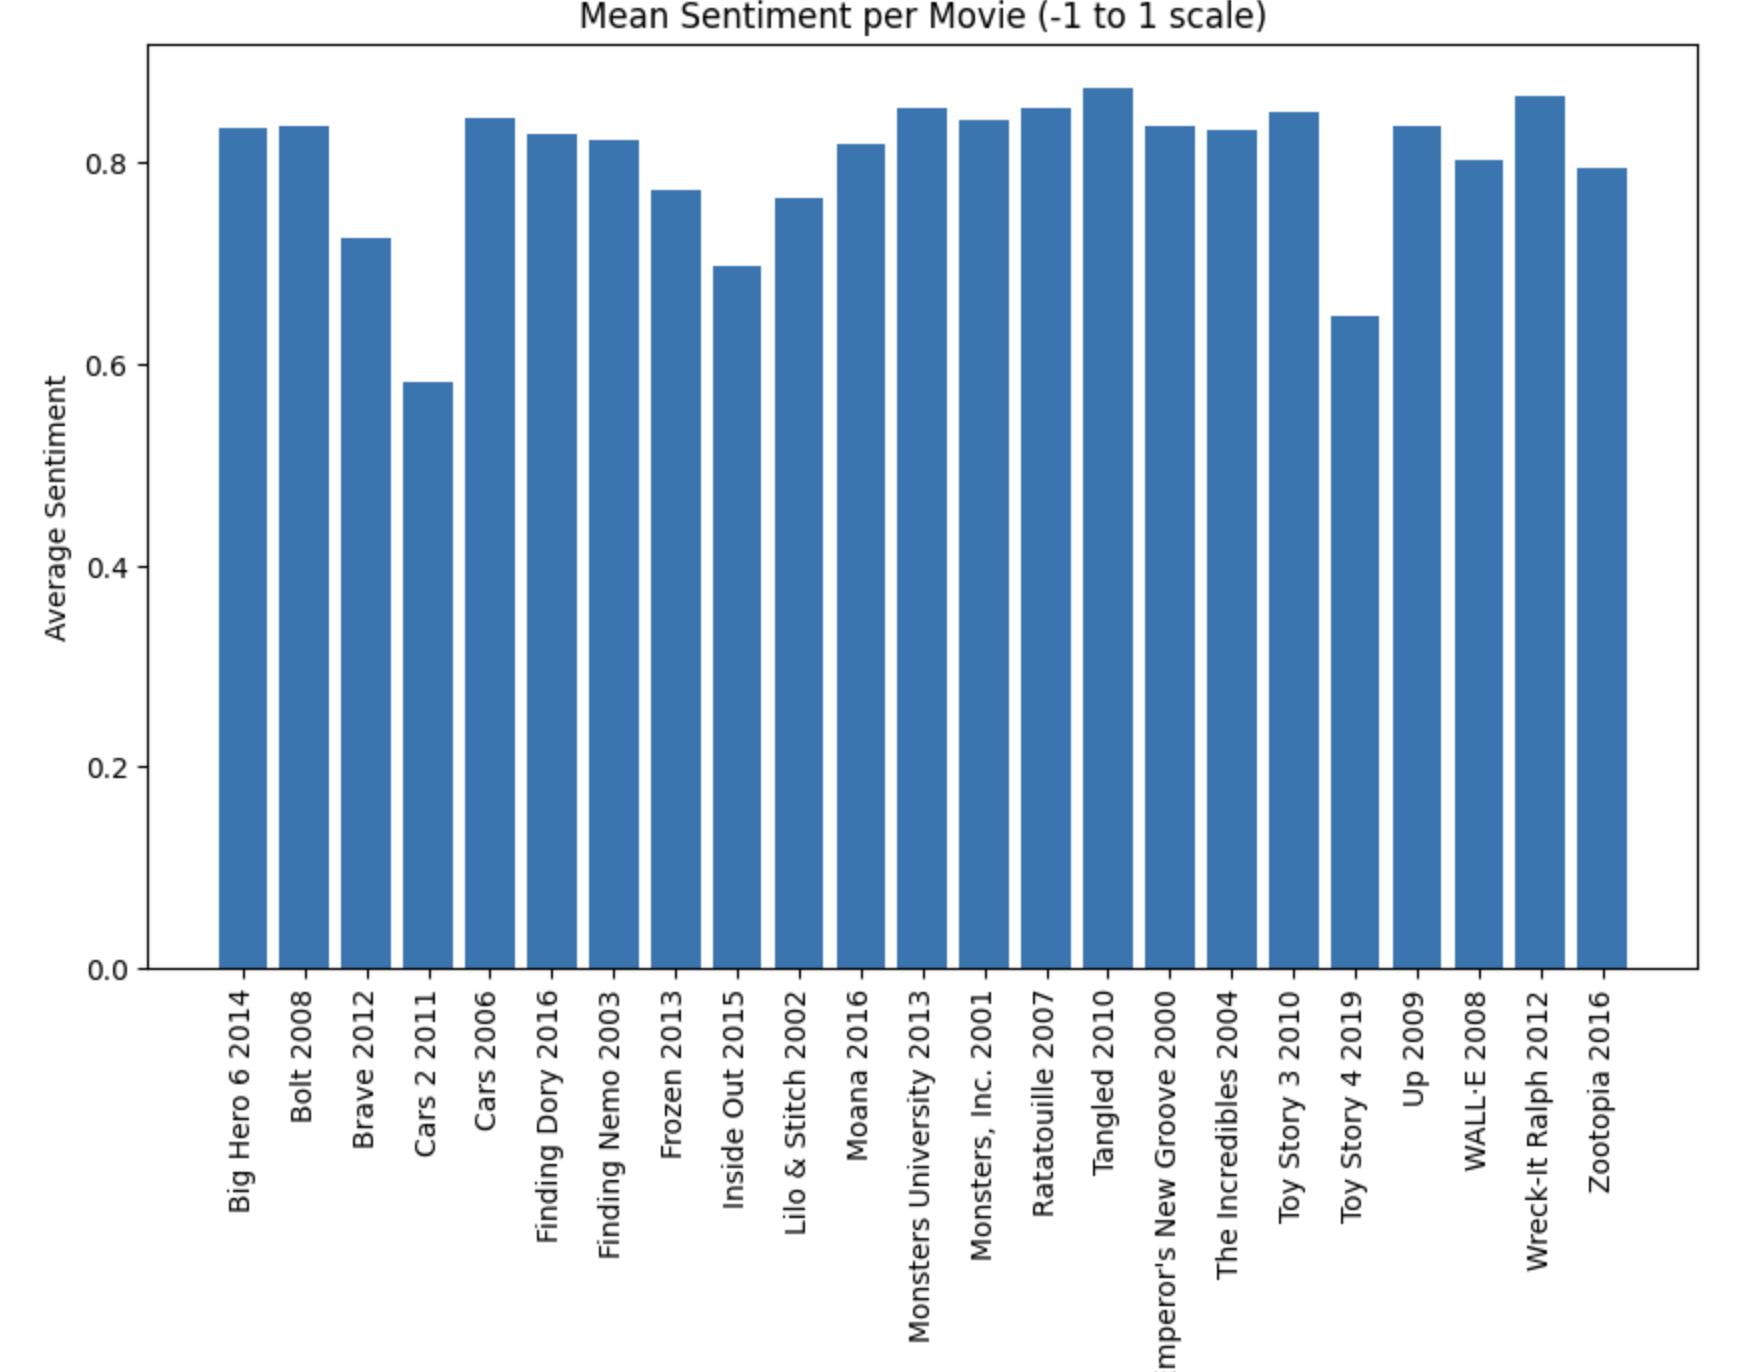 Mean Sentiment per Movie (-1 to 1 scale)
Average Sentiment
0.8
0.6
0.4
0.2
0.0
Big Hero 6 2014
Bolt 2008
Brave 2012
Cars 2 2011
Cars 2006
Finding Dory 2016
Finding Nemo 2003
Frozen 2013
Inside Out 2015
Lilo & Stitch 2002
Moana 2016
Monsters University 2013
Monsters, Inc. 2001
Ratatouille 2007
Tangled 2010
mperor's New Groove 2000
The Incredibles 2004
Toy Story 3 2010
Toy Story 4 2019
Up 2009
WALL·E 2008
Wreck-It Ralph 2012
Zootopia 2016